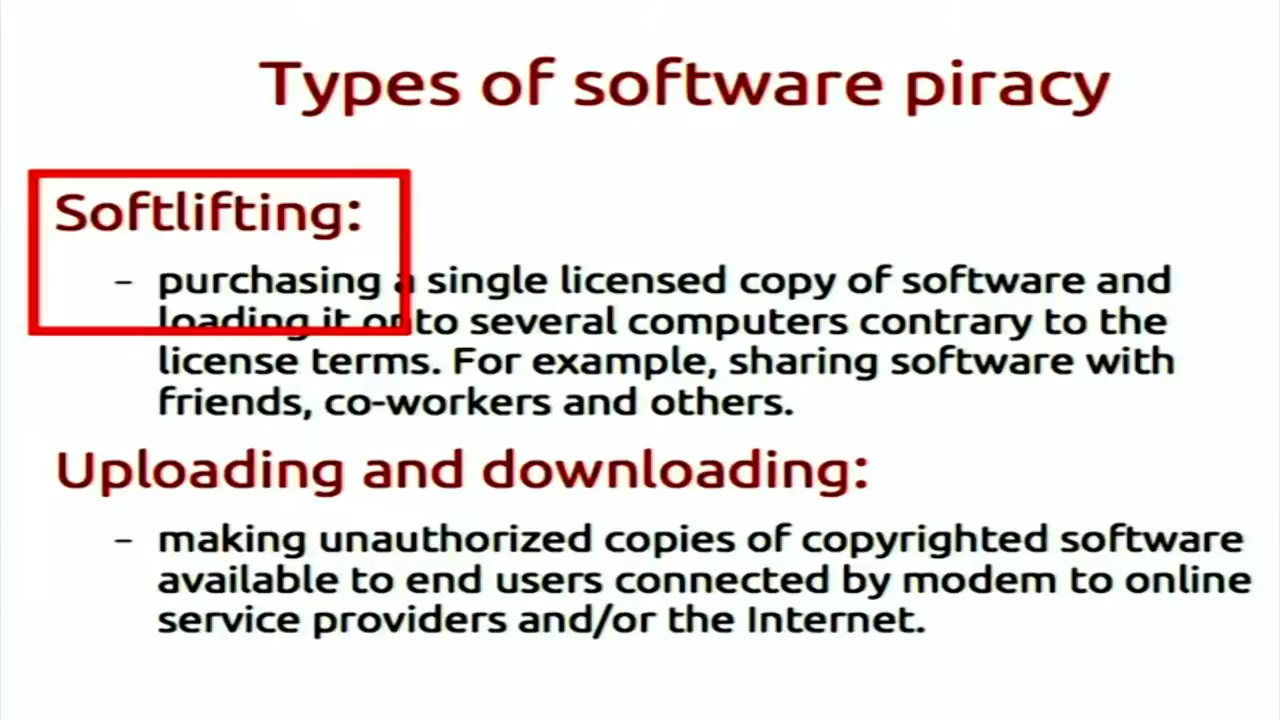 Types of software piracy
Softlifting:
– purchasing a single licensed copy of software and
loading it onto several computers contrary to the
license terms. For example, sharing software with
friends, co-workers and others.
Uploading and downloading:
– making unauthorized copies of copyrighted software
available to end users connected by modem to online
service providers and/or the Internet.